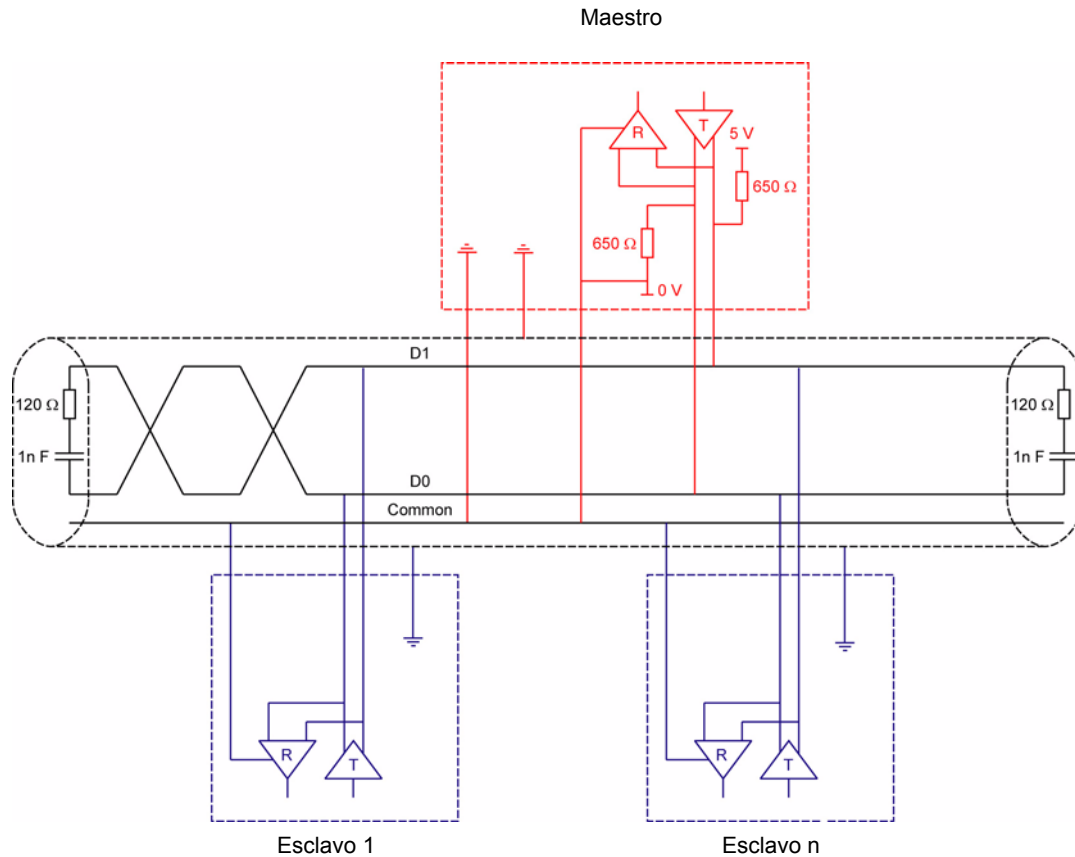 Maestro
R
T
5 V
650 Ω
650 Ω
0 V
D1
120 Ω
1n F
120 Ω
1n F
D0
Common
R
T
R
T
Esclavo 1
Esclavo n